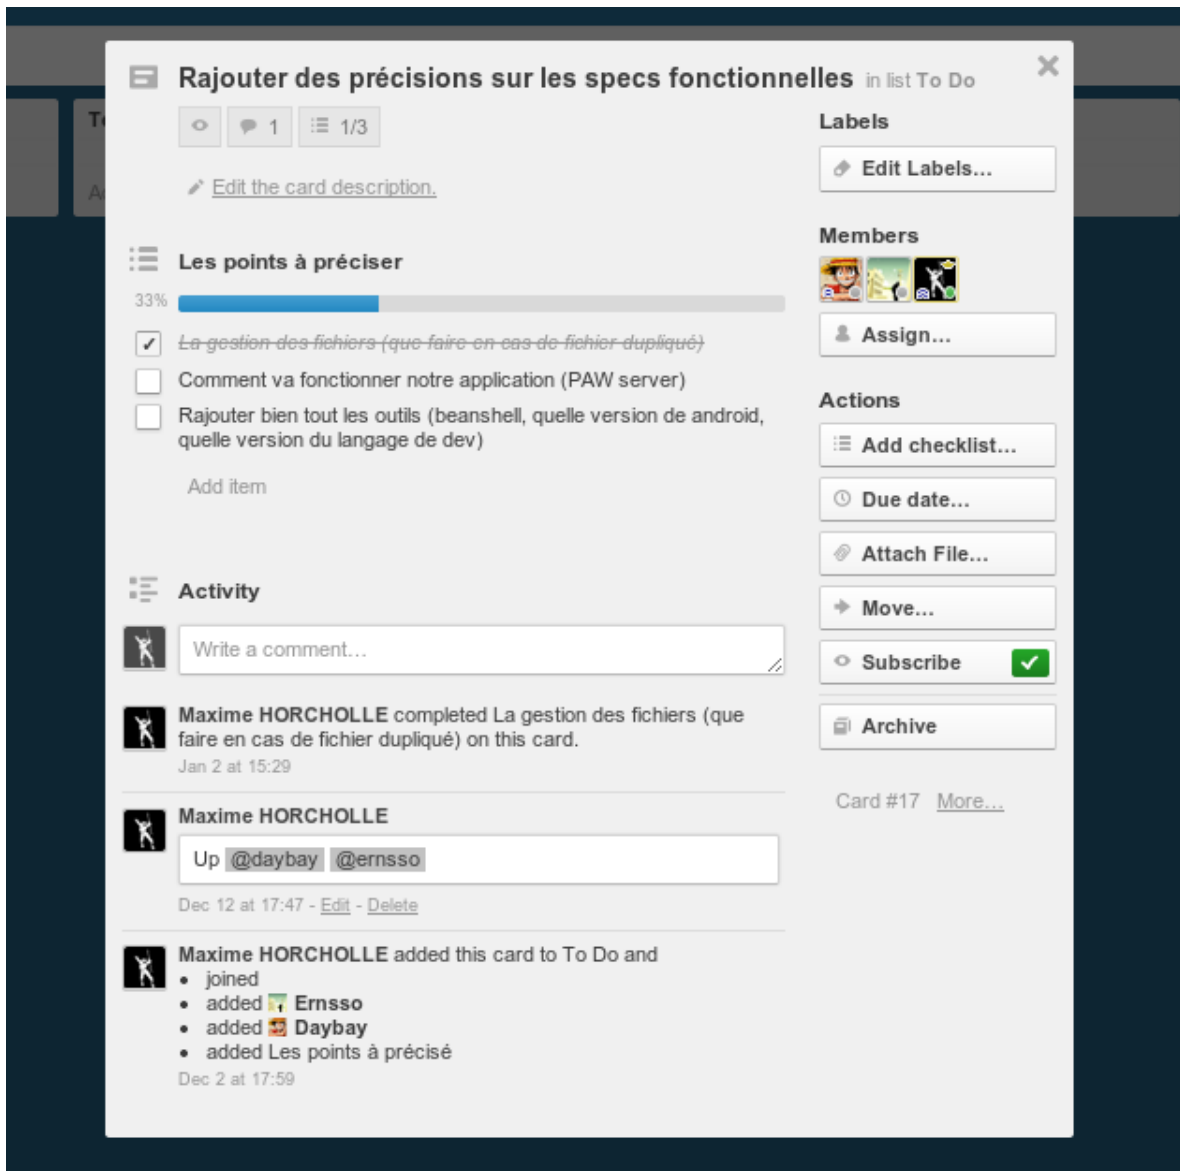 Rajouter des précisions sur les specs fonctionnelles in list To Do
1
1/3
Edit the card description.
Les points à préciser
33%
La gestion des fichiers (que faire en cas de fichier dupliqué)
Comment va fonctionner notre application (PAW server)
Rajouter bien tout les outils (beanshell, quelle version de android,
quelle version du langage de dev)
Add item
Activity
Write a comment…
Maxime HORCHOLLE completed La gestion des fichiers (que
faire en cas de fichier dupliqué) on this card.
Jan 2 at 15:29
Maxime HORCHOLLE
Up @daybay @ernsso
Dec 12 at 17:47 - Edit - Delete
Maxime HORCHOLLE added this card to To Do and
• joined
• added Ernsso
• added Daybay
• added Les points à précisé
Dec 2 at 17:59
Labels
Edit Labels…
Members
Assign…
Actions
Add checklist…
Due date…
Attach File…
Move…
Subscribe
Archive
Card #17 More…